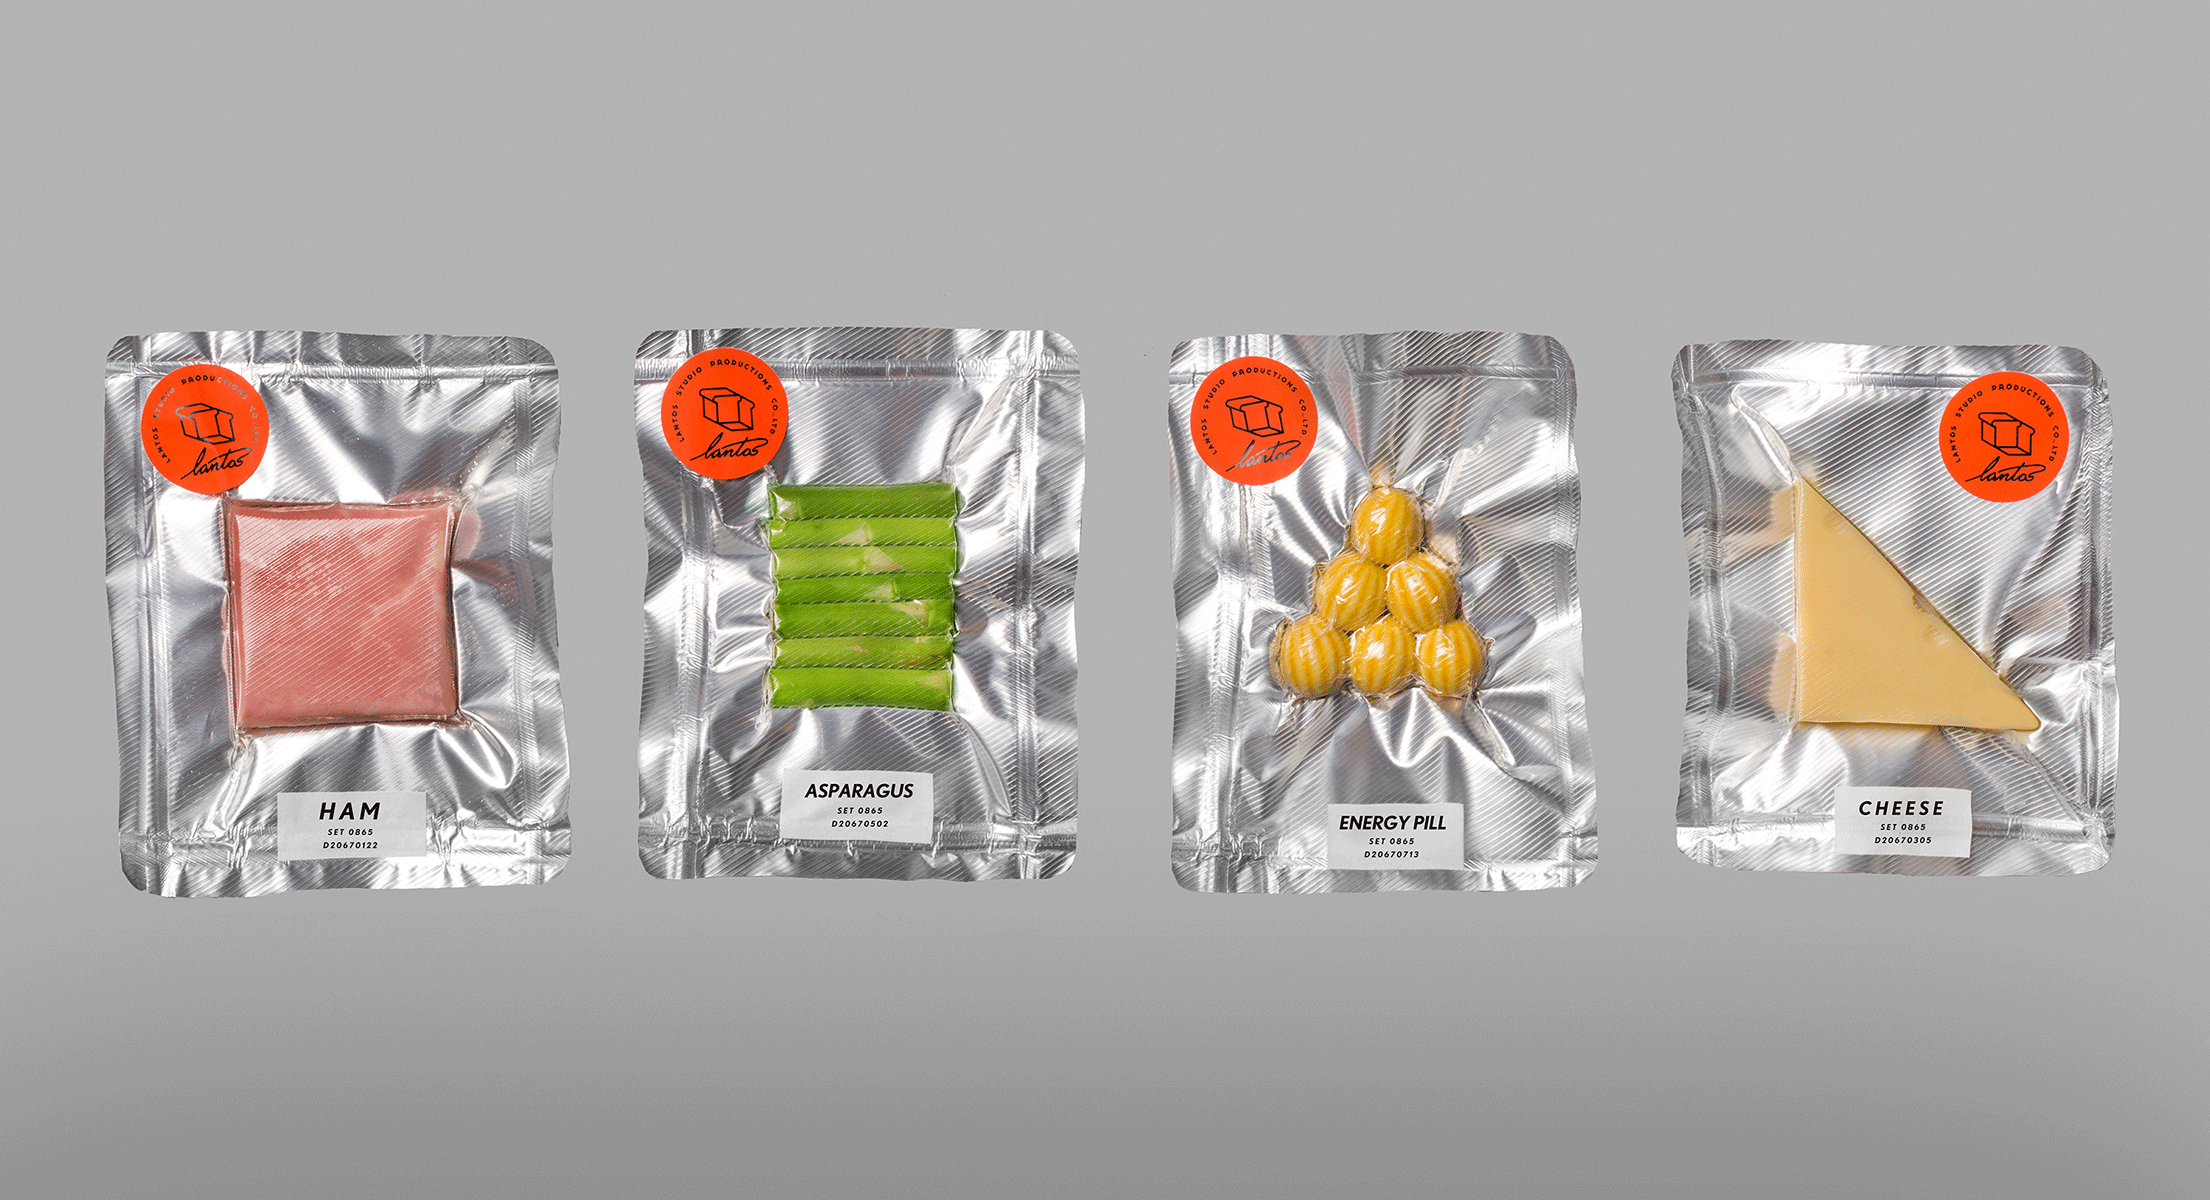 LANTOS STUDIO PRODUCTIONS CO.,LTD
lantos
HAM
SET 0865
D20670122
LANTOS STUDIO PRODUCTIONS CO.,LTD
lantos
ASPARAGUS
SET 0865
D20670502
LANTOS STUDIO PRODUCTIONS CO.,LTD
lantos
ENERGY PILL
SET 0865
D20670713
LANTOS STUDIO PRODUCTIONS CO.,LTD
lantos
CHEESE
SET 0865
D20670305